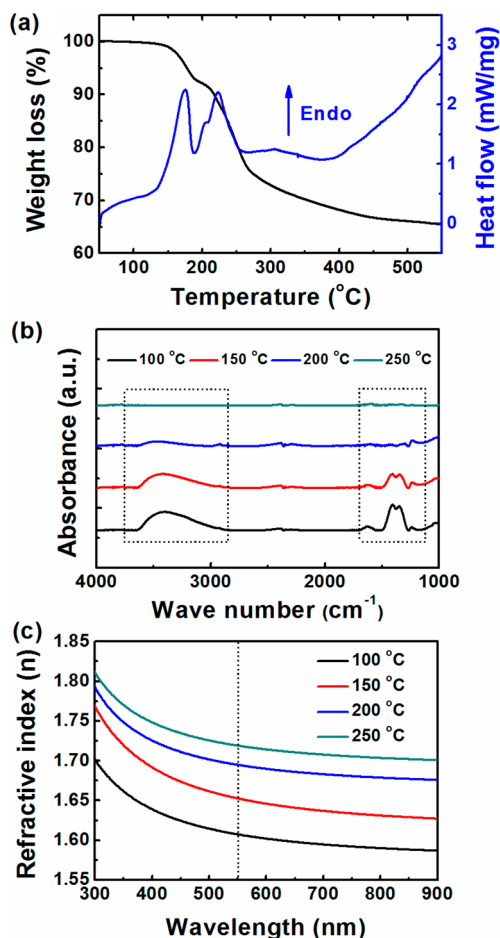 (a)
100
90
80
70
60
Weight loss (%)
3
2
1
0
Heat flow (mW/mg)
Endo
100 200 300 400 500
Temperature (°C)
(b)
100 °C 150 °C 200 °C 250 °C
Absorbance (a.u.)
4000 3000 2000 1000
Wave number (cm⁻¹)
(c)
1.85
1.80
1.75
1.70
1.65
1.60
1.55
Refractive index (n)
100 °C
150 °C
200 °C
250 °C
300 400 500 600 700 800 900
Wavelength (nm)